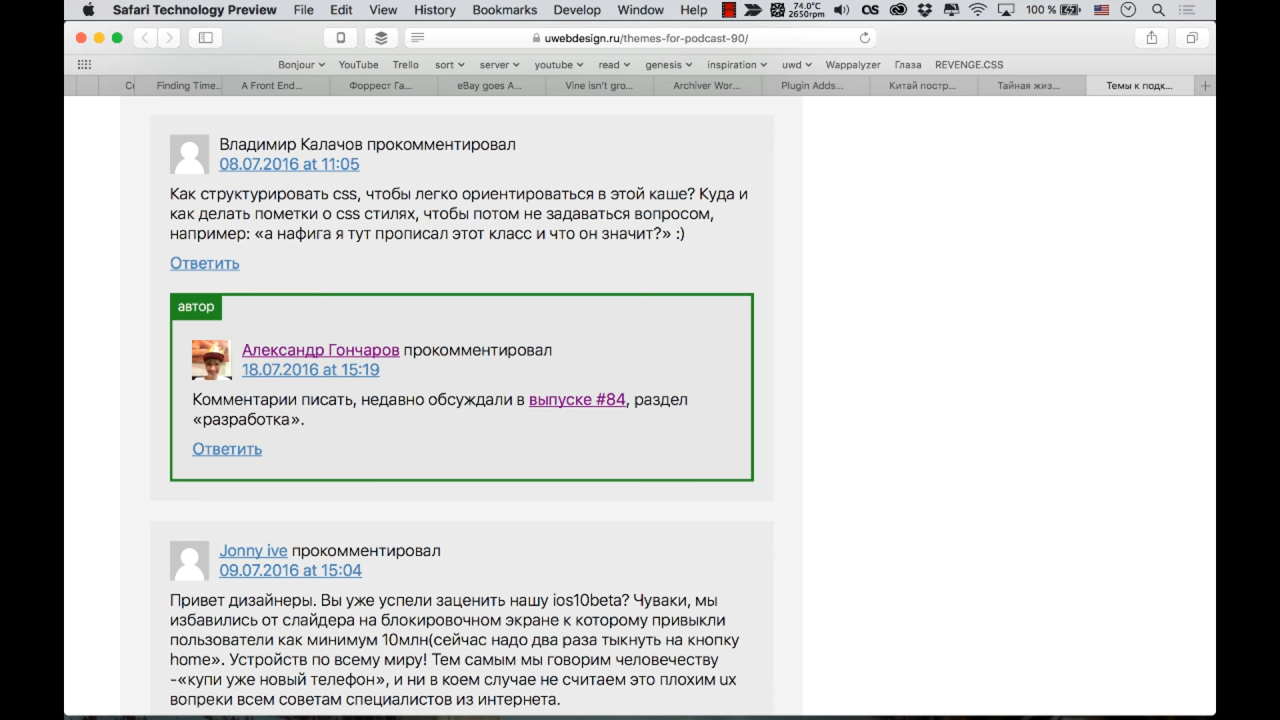 Safari Technology Preview File Edit View History Bookmarks Develop Window Help 74.0°C 2650rpm 100 %
uwebdesign.ru/themes-for-podcast-90/
Bonjour YouTube Trello sort server youtube read genesis inspiration uwd Wappalyzer Глаза REVENGE.CSS
Finding Time... A Front End... Форрест Га... eBay goes A... Vine isn't gro... Archiver Wor... Plugin Adds... Китай постр... Тайная жиз... Темы к подк...
Владимир Калачов прокомментировал
08.07.2016 at 11:05
Как структурировать css, чтобы легко ориентироваться в этой каше? Куда и
как делать пометки о css стилях, чтобы потом не задаваться вопросом,
например: «а нафига я тут прописал этот класс и что он значит?» :)
Ответить
автор
Александр Гончаров прокомментировал
18.07.2016 at 15:19
Комментарии писать, недавно обсуждали в выпуске #84, раздел
«разработка».
Ответить
Jonny ive прокомментировал
09.07.2016 at 15:04
Привет дизайнеры. Вы уже успели заценить нашу ios10beta? Чуваки, мы
избавились от слайдера на блокировочном экране к которому привыкли
пользователи как минимум 10млн(сейчас надо два раза тыкнуть на кнопку
home». Устройств по всему миру! Тем самым мы говорим человечеству
-«купи уже новый телефон», и ни в коем случае не считаем это плохим ux
вопреки всем советам специалистов из интернета.